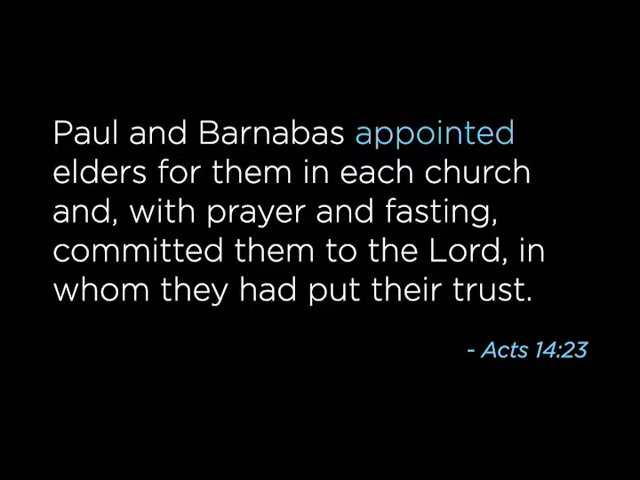 Paul and Barnabas appointed
elders for them in each church
and, with prayer and fasting,
committed them to the Lord, in
whom they had put their trust.
- Acts 14:23